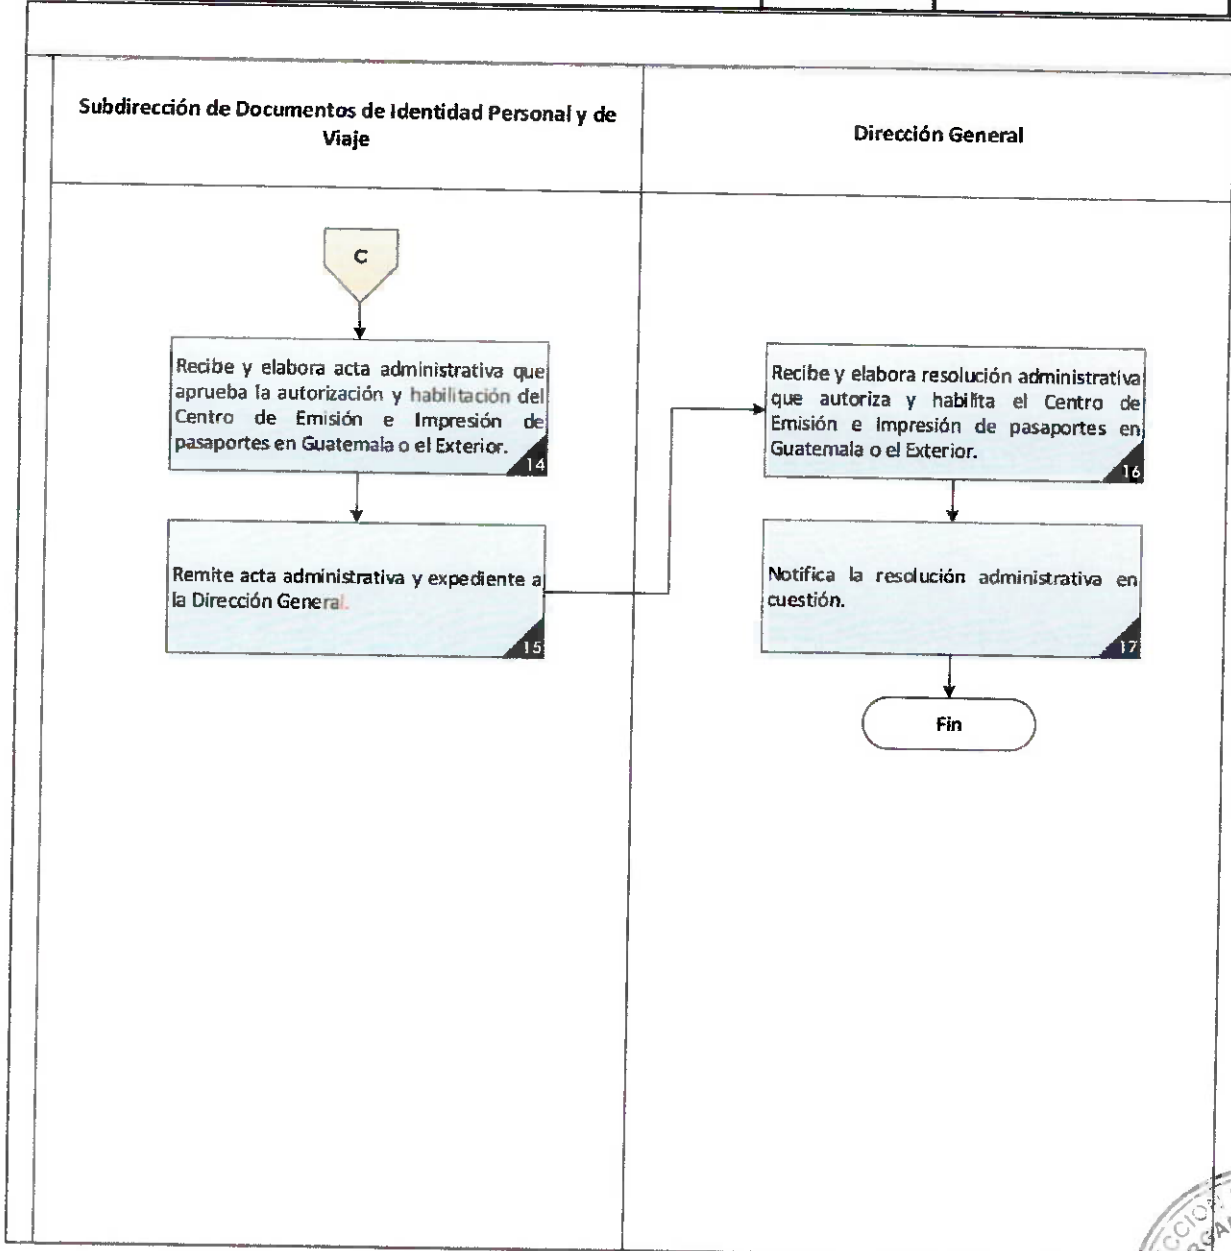 Subdirección de Documentos de Identidad Personal y de
Viaje
Dirección General
C
Recibe y elabora acta administrativa que
aprueba la autorización y habilitación del
Centro de Emisión e Impresión de
pasaportes en Guatemala o el Exterior.
14
Remite acta administrativa y expediente a
la Dirección General.
15
Recibe y elabora resolución administrativa
que autoriza y habilita el Centro de
Emisión e Impresión de pasaportes en
Guatemala o el Exterior.
16
Notifica la resolución administrativa en
cuestión.
17
Fin